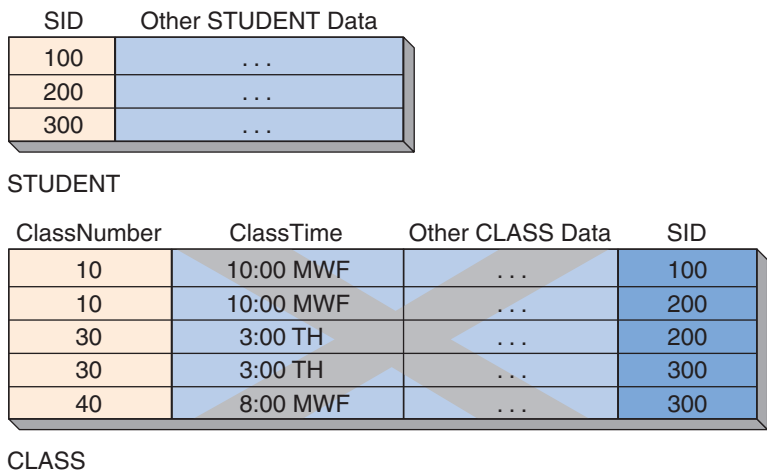 SID Other STUDENT Data
100 . . .
200 . . .
300 . . .
STUDENT
ClassNumber ClassTime Other CLASS Data SID
10 10:00 MWF . . . 100
10 10:00 MWF . . . 200
30 3:00 TH . . . 200
30 3:00 TH . . . 300
40 8:00 MWF . . . 300
CLASS